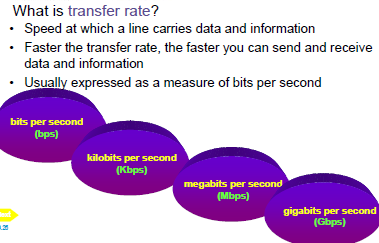 What is transfer rate?
• Speed at which a line carries data and information
• Faster the transfer rate, the faster you can send and receive
data and information
• Usually expressed as a measure of bits per second
bits per second
(bps)
kilobits per second
(Kbps)
megabits per second
(Mbps)
gigabits per second
(Gbps)